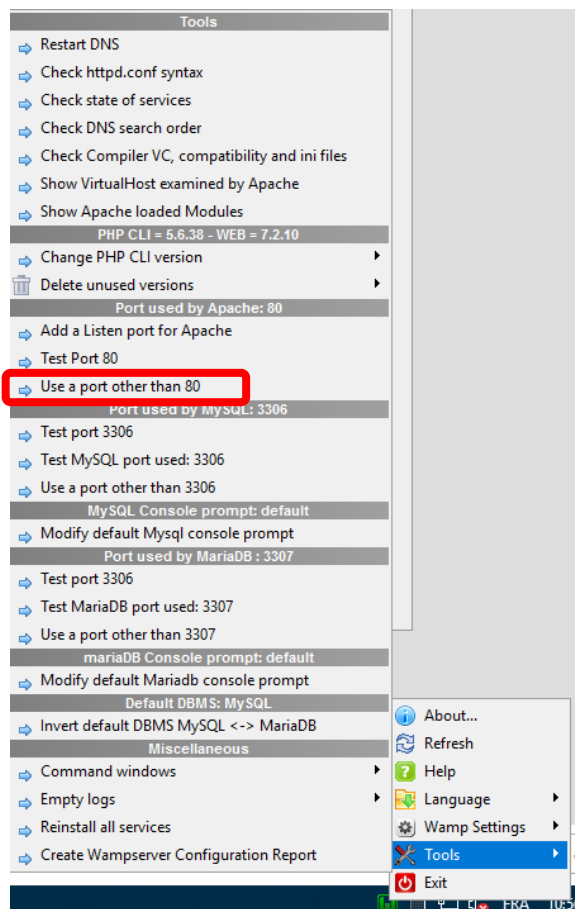 Tools
Restart DNS
Check httpd.conf syntax
Check state of services
Check DNS search order
Check Compiler VC, compatibility and ini files
Show VirtualHost examined by Apache
Show Apache loaded Modules
PHP CLI = 5.6.38 - WEB = 7.2.10
Change PHP CLI version
Delete unused versions
Port used by Apache: 80
Add a Listen port for Apache
Test Port 80
Use a port other than 80
Port used by MySQL: 3306
Test port 3306
Test MySQL port used: 3306
Use a port other than 3306
MySQL Console prompt: default
Modify default Mysql console prompt
Port used by MariaDB : 3307
Test port 3306
Test MariaDB port used: 3307
Use a port other than 3307
mariaDB Console prompt: default
Modify default Mariadb console prompt
Default DBMS: MySQL
Invert default DBMS MySQL <-> MariaDB
Miscellaneous
Command windows
Empty logs
Reinstall all services
Create Wampserver Configuration Report
About...
Refresh
Help
Language
Wamp Settings
Tools
Exit
FRA